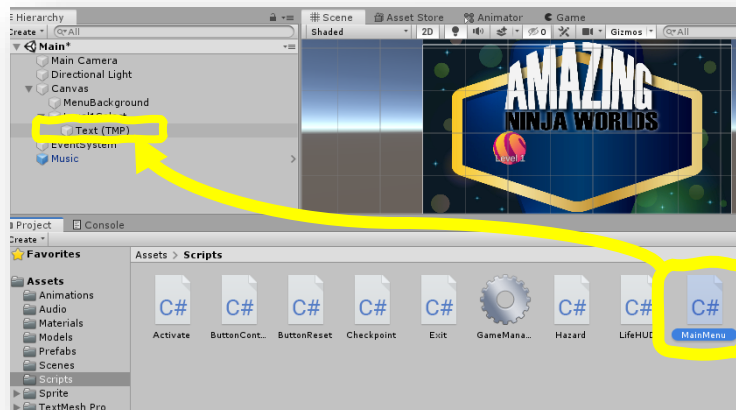 Hierarchy
Create
All
Main*
Main Camera
Directional Light
Canvas
MenuBackground
Text (TMP)
EventSystem
Music
Scene
Asset Store
Animator
Game
Shaded
2D
0
Gizmos
All
AMAZING
NINJA WORLDS
Level 1
Project
Console
Create
Favorites
Assets
Animations
Audio
Materials
Models
Prefabs
Scenes
Scripts
Sprite
TextMesh Pro
Assets > Scripts
C#
C#
C#
C#
C#
C#
C#
C#
Activate
ButtonCont...
ButtonReset
Checkpoint
Exit
GameMana...
Hazard
LifeHUD
MainMenu